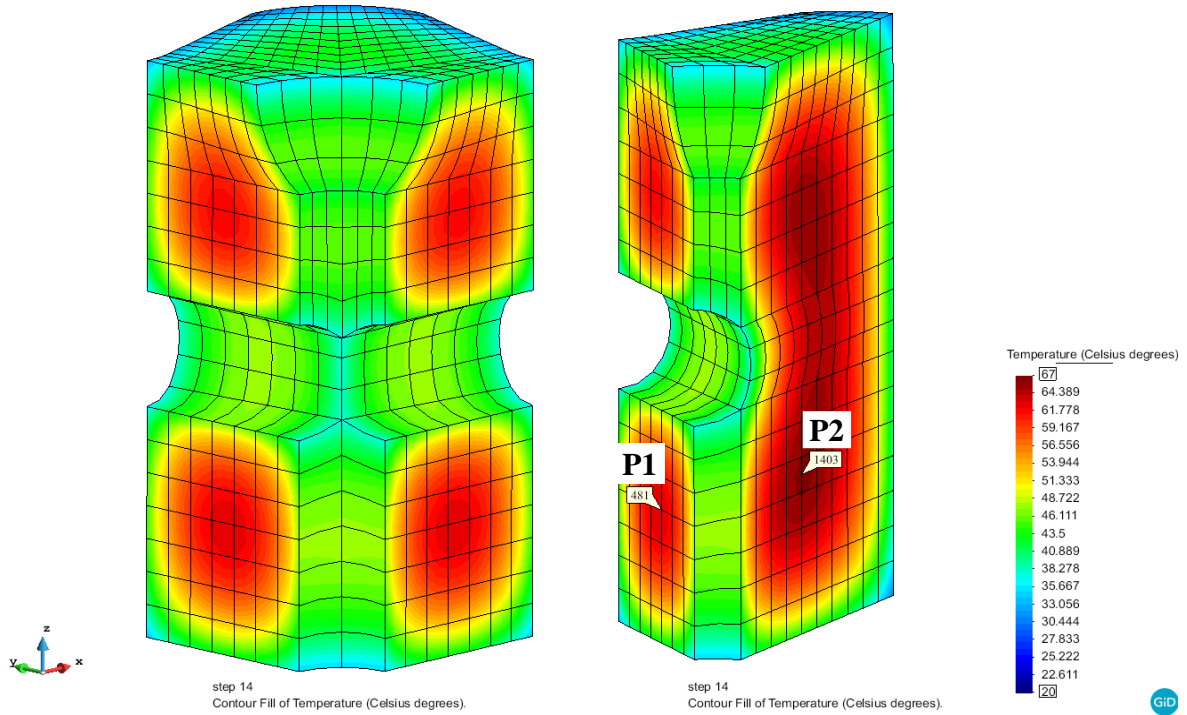 P1
481
P2
1403
Temperature (Celsius degrees)
67
64.389
61.778
59.167
56.556
53.944
51.333
48.722
46.111
43.5
40.889
38.278
35.667
33.056
30.444
27.833
25.222
22.611
20
z
y
x
step 14
Contour Fill of Temperature (Celsius degrees).
step 14
Contour Fill of Temperature (Celsius degrees).
GiD